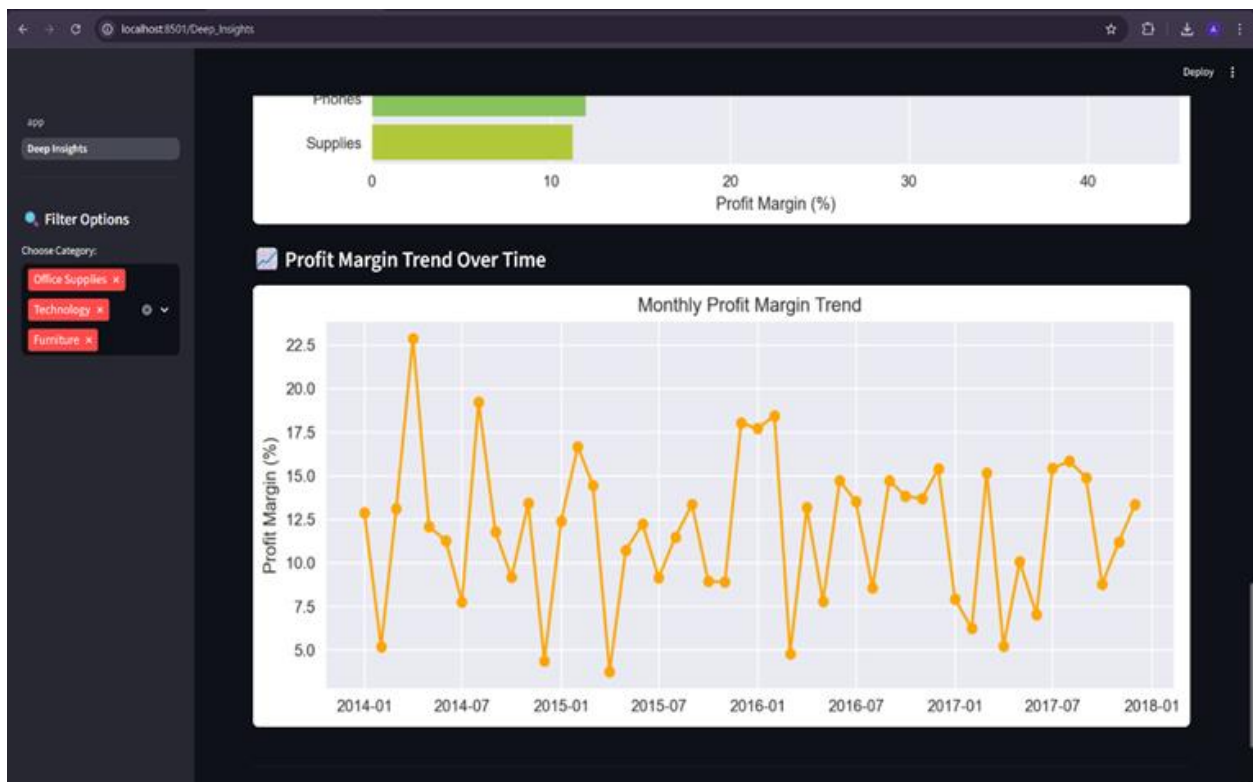 localhost:8501/Deep_Insights
A
Deploy
app
Deep Insights
Filter Options
Choose Category:
Office Supplies ×
Technology ×
Furniture ×
Phones
Supplies
0 10 20 30 40
Profit Margin (%)
Profit Margin Trend Over Time
Monthly Profit Margin Trend
Profit Margin (%)
22.5
20.0
17.5
15.0
12.5
10.0
7.5
5.0
2014-01 2014-07 2015-01 2015-07 2016-01 2016-07 2017-01 2017-07 2018-01